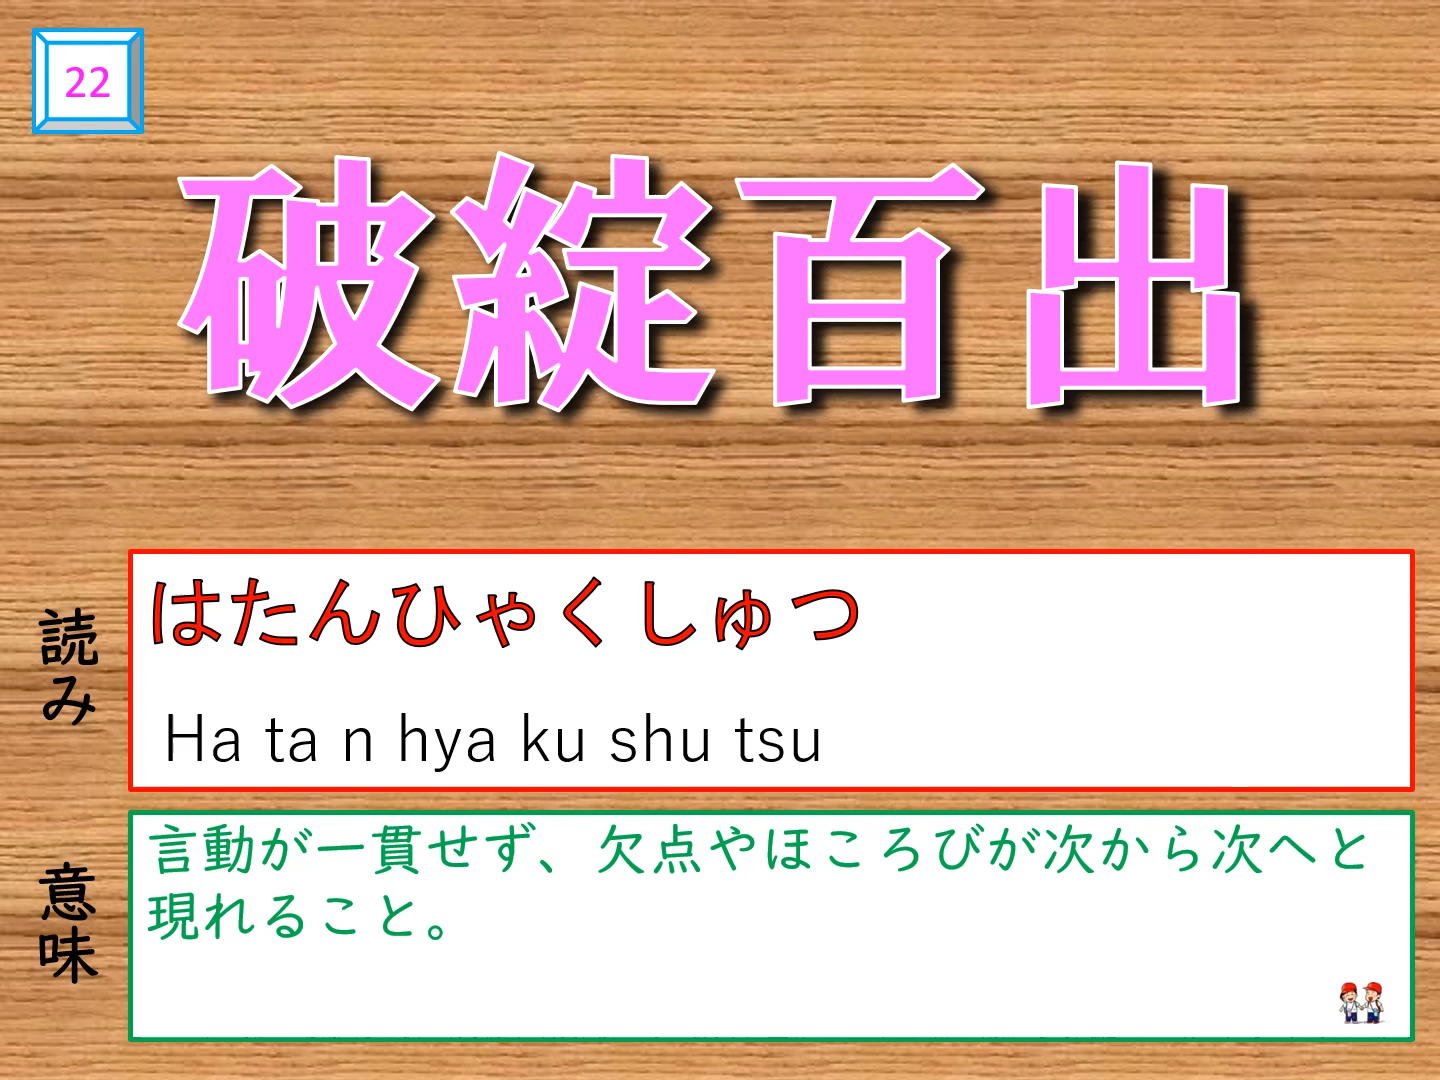 22
破綻百出
読み
はたんひゃくしゅつ
Ha ta n hya ku shu tsu
意味
言動が一貫せず、欠点やほころびが次から次へと
現れること。